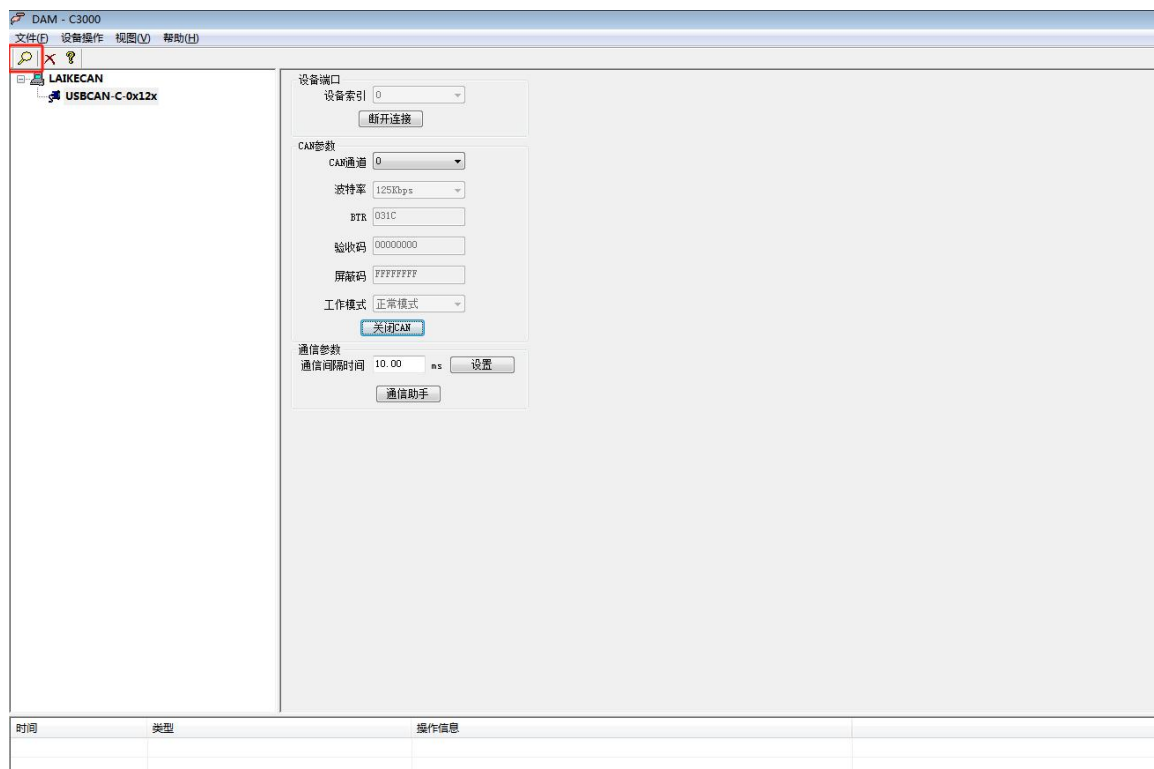 DAM - C3000
文件(F) 设备操作 视图(V) 帮助(H)
LAIKECAN
USBCAN-C-0x12x
设备端口
设备索引 0
断开连接
CAN参数
CAN通道 0
波特率 125Kbps
BTR 031C
验收码 00000000
屏蔽码 FFFFFFFF
工作模式 正常模式
关闭CAN
通信参数
通信间隔时间 10.00 ms 设置
通信助手
时间 类型 操作信息